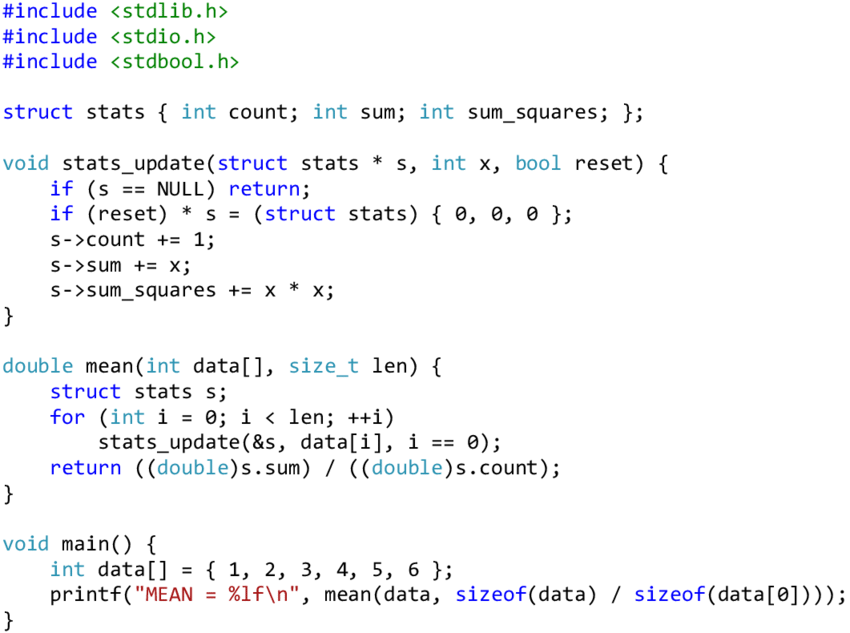 #include <stdlib.h>
#include <stdio.h>
#include <stdbool.h>

struct stats { int count; int sum; int sum_squares; };

void stats_update(struct stats * s, int x, bool reset) {
    if (s == NULL) return;
    if (reset) * s = (struct stats) { 0, 0, 0 };
    s->count += 1;
    s->sum += x;
    s->sum_squares += x * x;
}

double mean(int data[], size_t len) {
    struct stats s;
    for (int i = 0; i < len; ++i)
        stats_update(&s, data[i], i == 0);
    return ((double)s.sum) / ((double)s.count);
}

void main() {
    int data[] = { 1, 2, 3, 4, 5, 6 };
    printf("MEAN = %lf\n", mean(data, sizeof(data) / sizeof(data[0])));
}